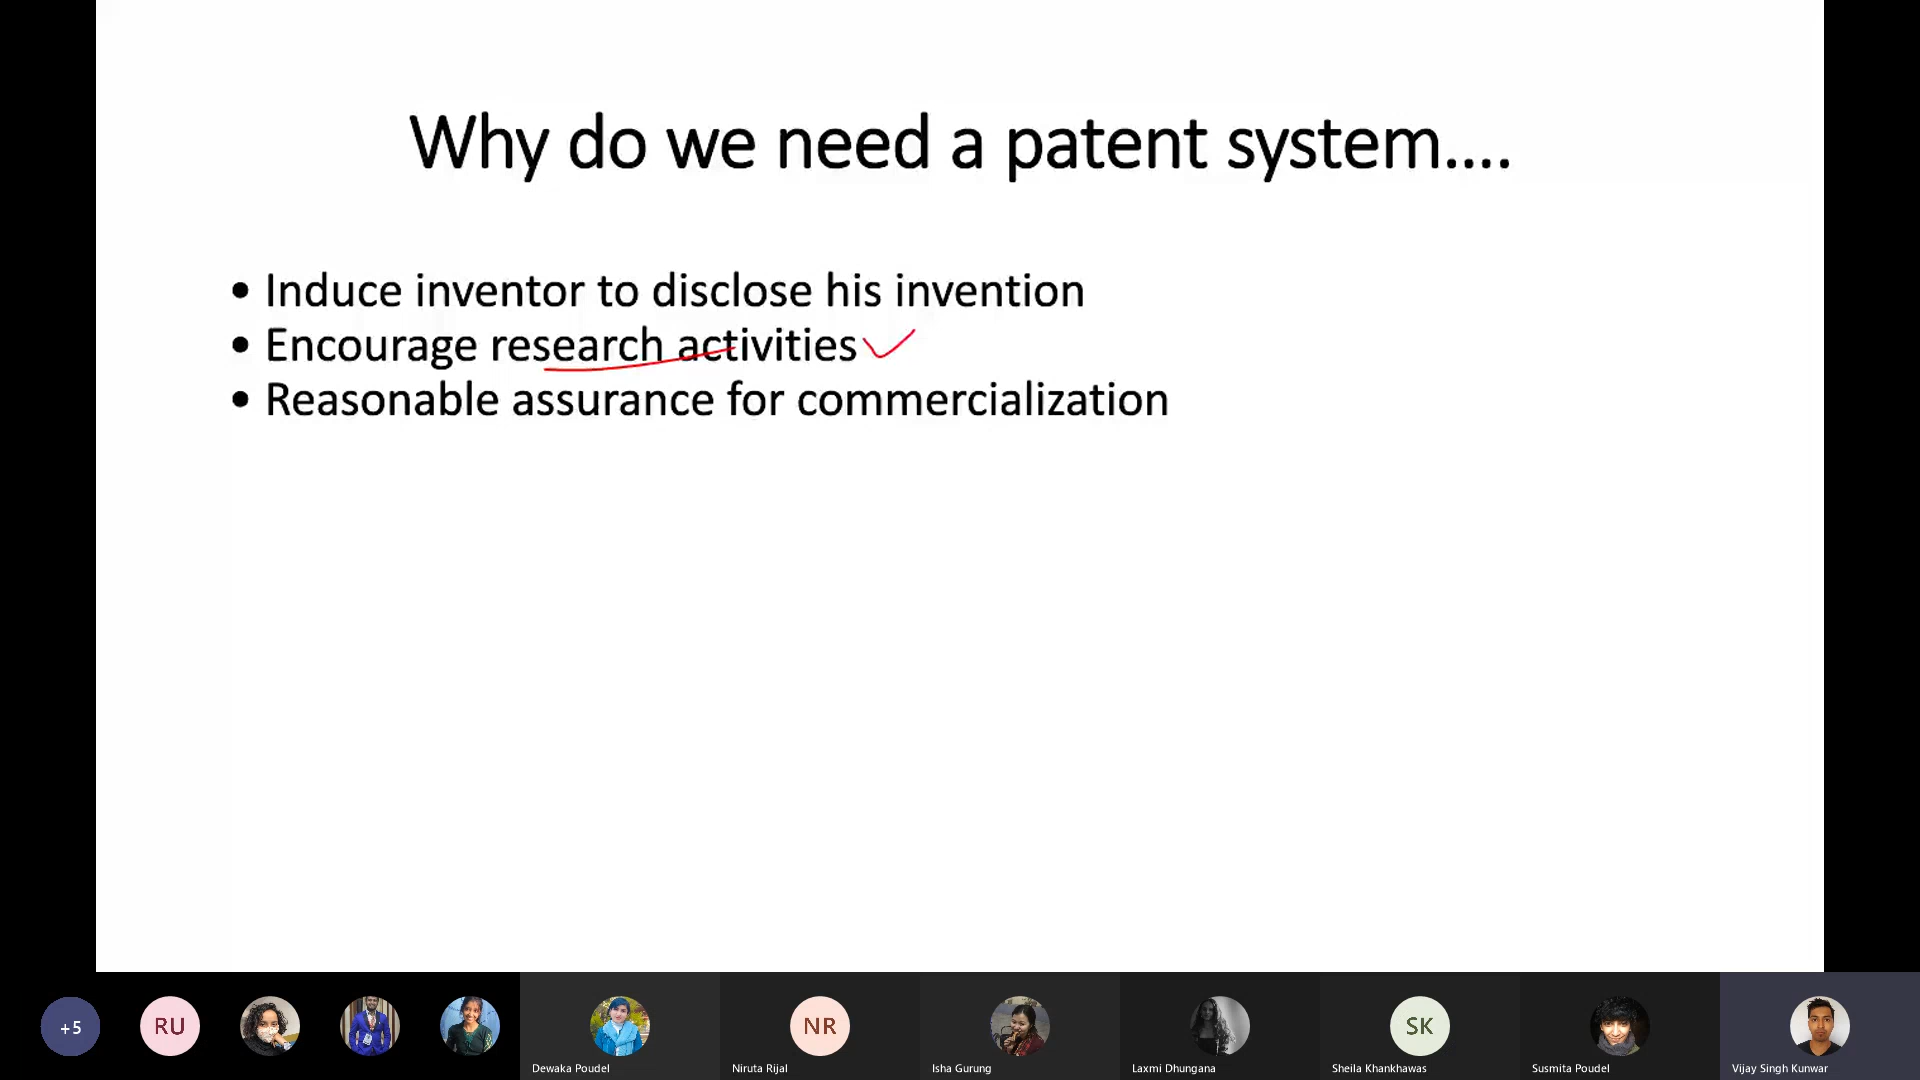 Why do we need a patent system....
• Induce inventor to disclose his invention
• Encourage research activities
• Reasonable assurance for commercialization
+5
RU
NR
SK
Dewaka Poudel
Niruta Rijal
Isha Gurung
Laxmi Dhungana
Sheila Khankhawas
Susmita Poudel
Vijay Singh Kunwar